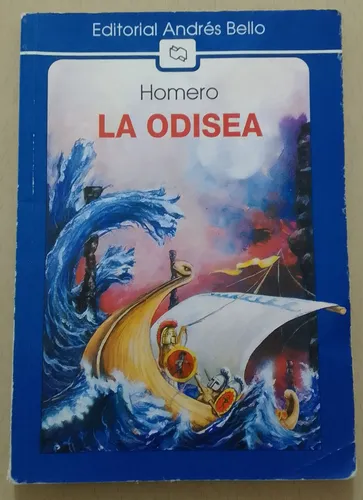 Editorial Andrés Bello
Homero
LA ODISEA